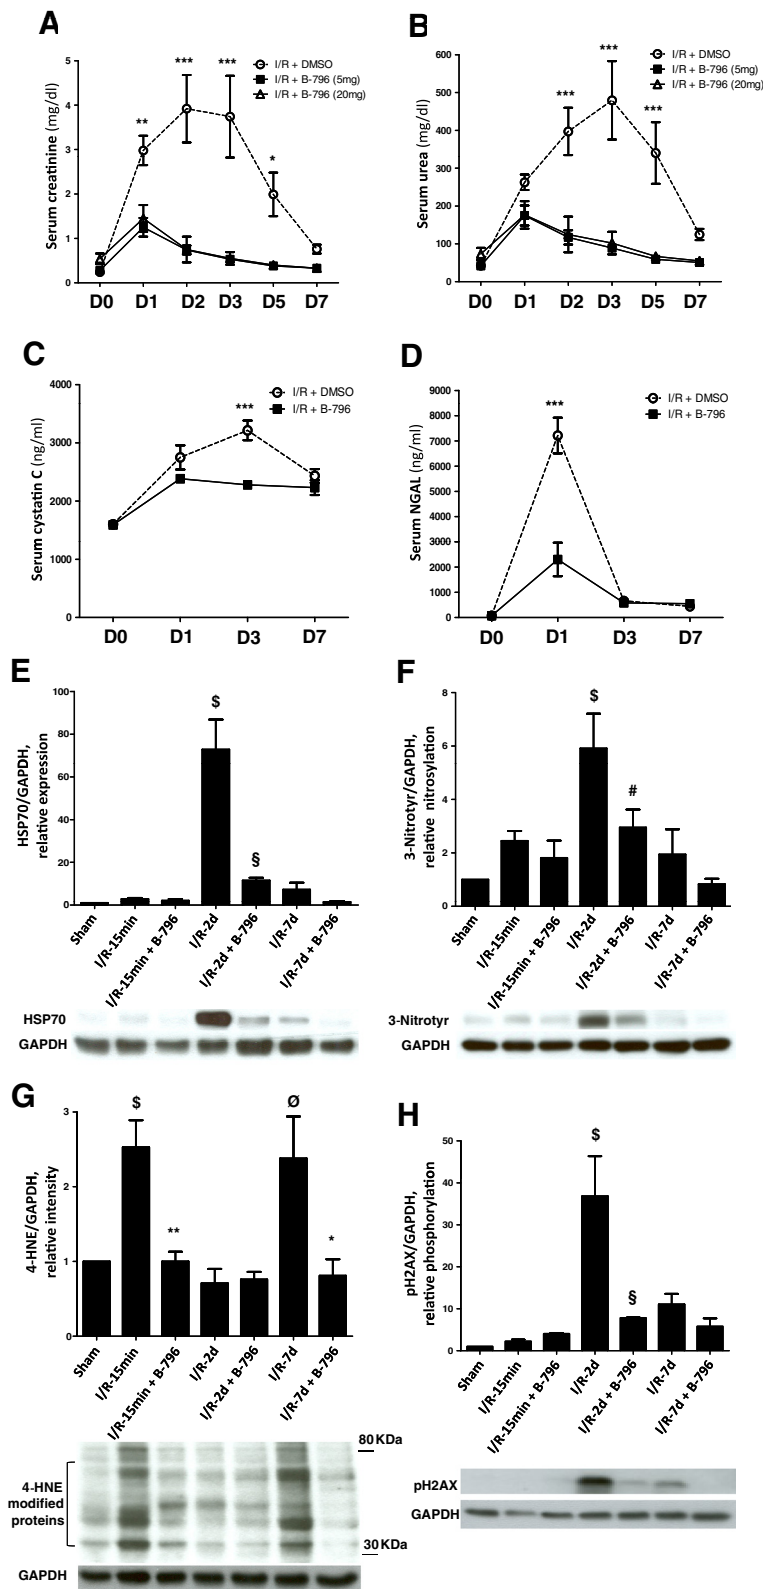 A
Serum creatinine (mg/dl)
5
4
3
2
1
0
** *** *** *
I/R + DMSO
I/R + B-796 (5mg)
I/R + B-796 (20mg)
D0 D1 D2 D3 D5 D7
B
Serum urea (mg/dl)
600
500
400
300
200
100
0
*** *** ***
I/R + DMSO
I/R + B-796 (5mg)
I/R + B-796 (20mg)
D0 D1 D2 D3 D5 D7
C
Serum cystatin C (ng/ml)
4000
3000
2000
1000
0
***
I/R + DMSO
I/R + B-796
D0 D1 D3 D7
D
Serum NGAL (ng/ml)
9000
8000
7000
6000
5000
4000
3000
2000
1000
0
***
I/R + DMSO
I/R + B-796
D0 D1 D3 D7
E
HSP70/GAPDH,
relative expression
100
80
60
40
20
0
$ §
Sham
I/R-15min
I/R-15min + B-796
I/R-2d
I/R-2d + B-796
I/R-7d
I/R-7d + B-796
HSP70
GAPDH
F
3-Nitrotyr/GAPDH,
relative nitrosylation
8
6
4
2
0
$ #
Sham
I/R-15min
I/R-15min + B-796
I/R-2d
I/R-2d + B-796
I/R-7d
I/R-7d + B-796
3-Nitrotyr
GAPDH
G
4-HNE/GAPDH,
relative intensity
3
2
1
0
$ ** Ø *
Sham
I/R-15min
I/R-15min + B-796
I/R-2d
I/R-2d + B-796
I/R-7d
I/R-7d + B-796
80 KDa
4-HNE
modified
proteins
30 KDa
GAPDH
H
pH2AX/GAPDH,
relative phosphorylation
50
40
30
20
10
0
$ §
Sham
I/R-15min
I/R-15min + B-796
I/R-2d
I/R-2d + B-796
I/R-7d
I/R-7d + B-796
pH2AX
GAPDH